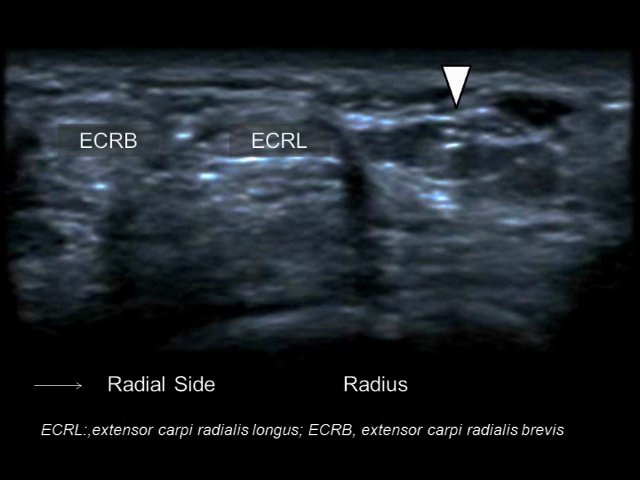 ECRB ECRL
Radial Side Radius
ECRL:,extensor carpi radialis longus; ECRB, extensor carpi radialis brevis